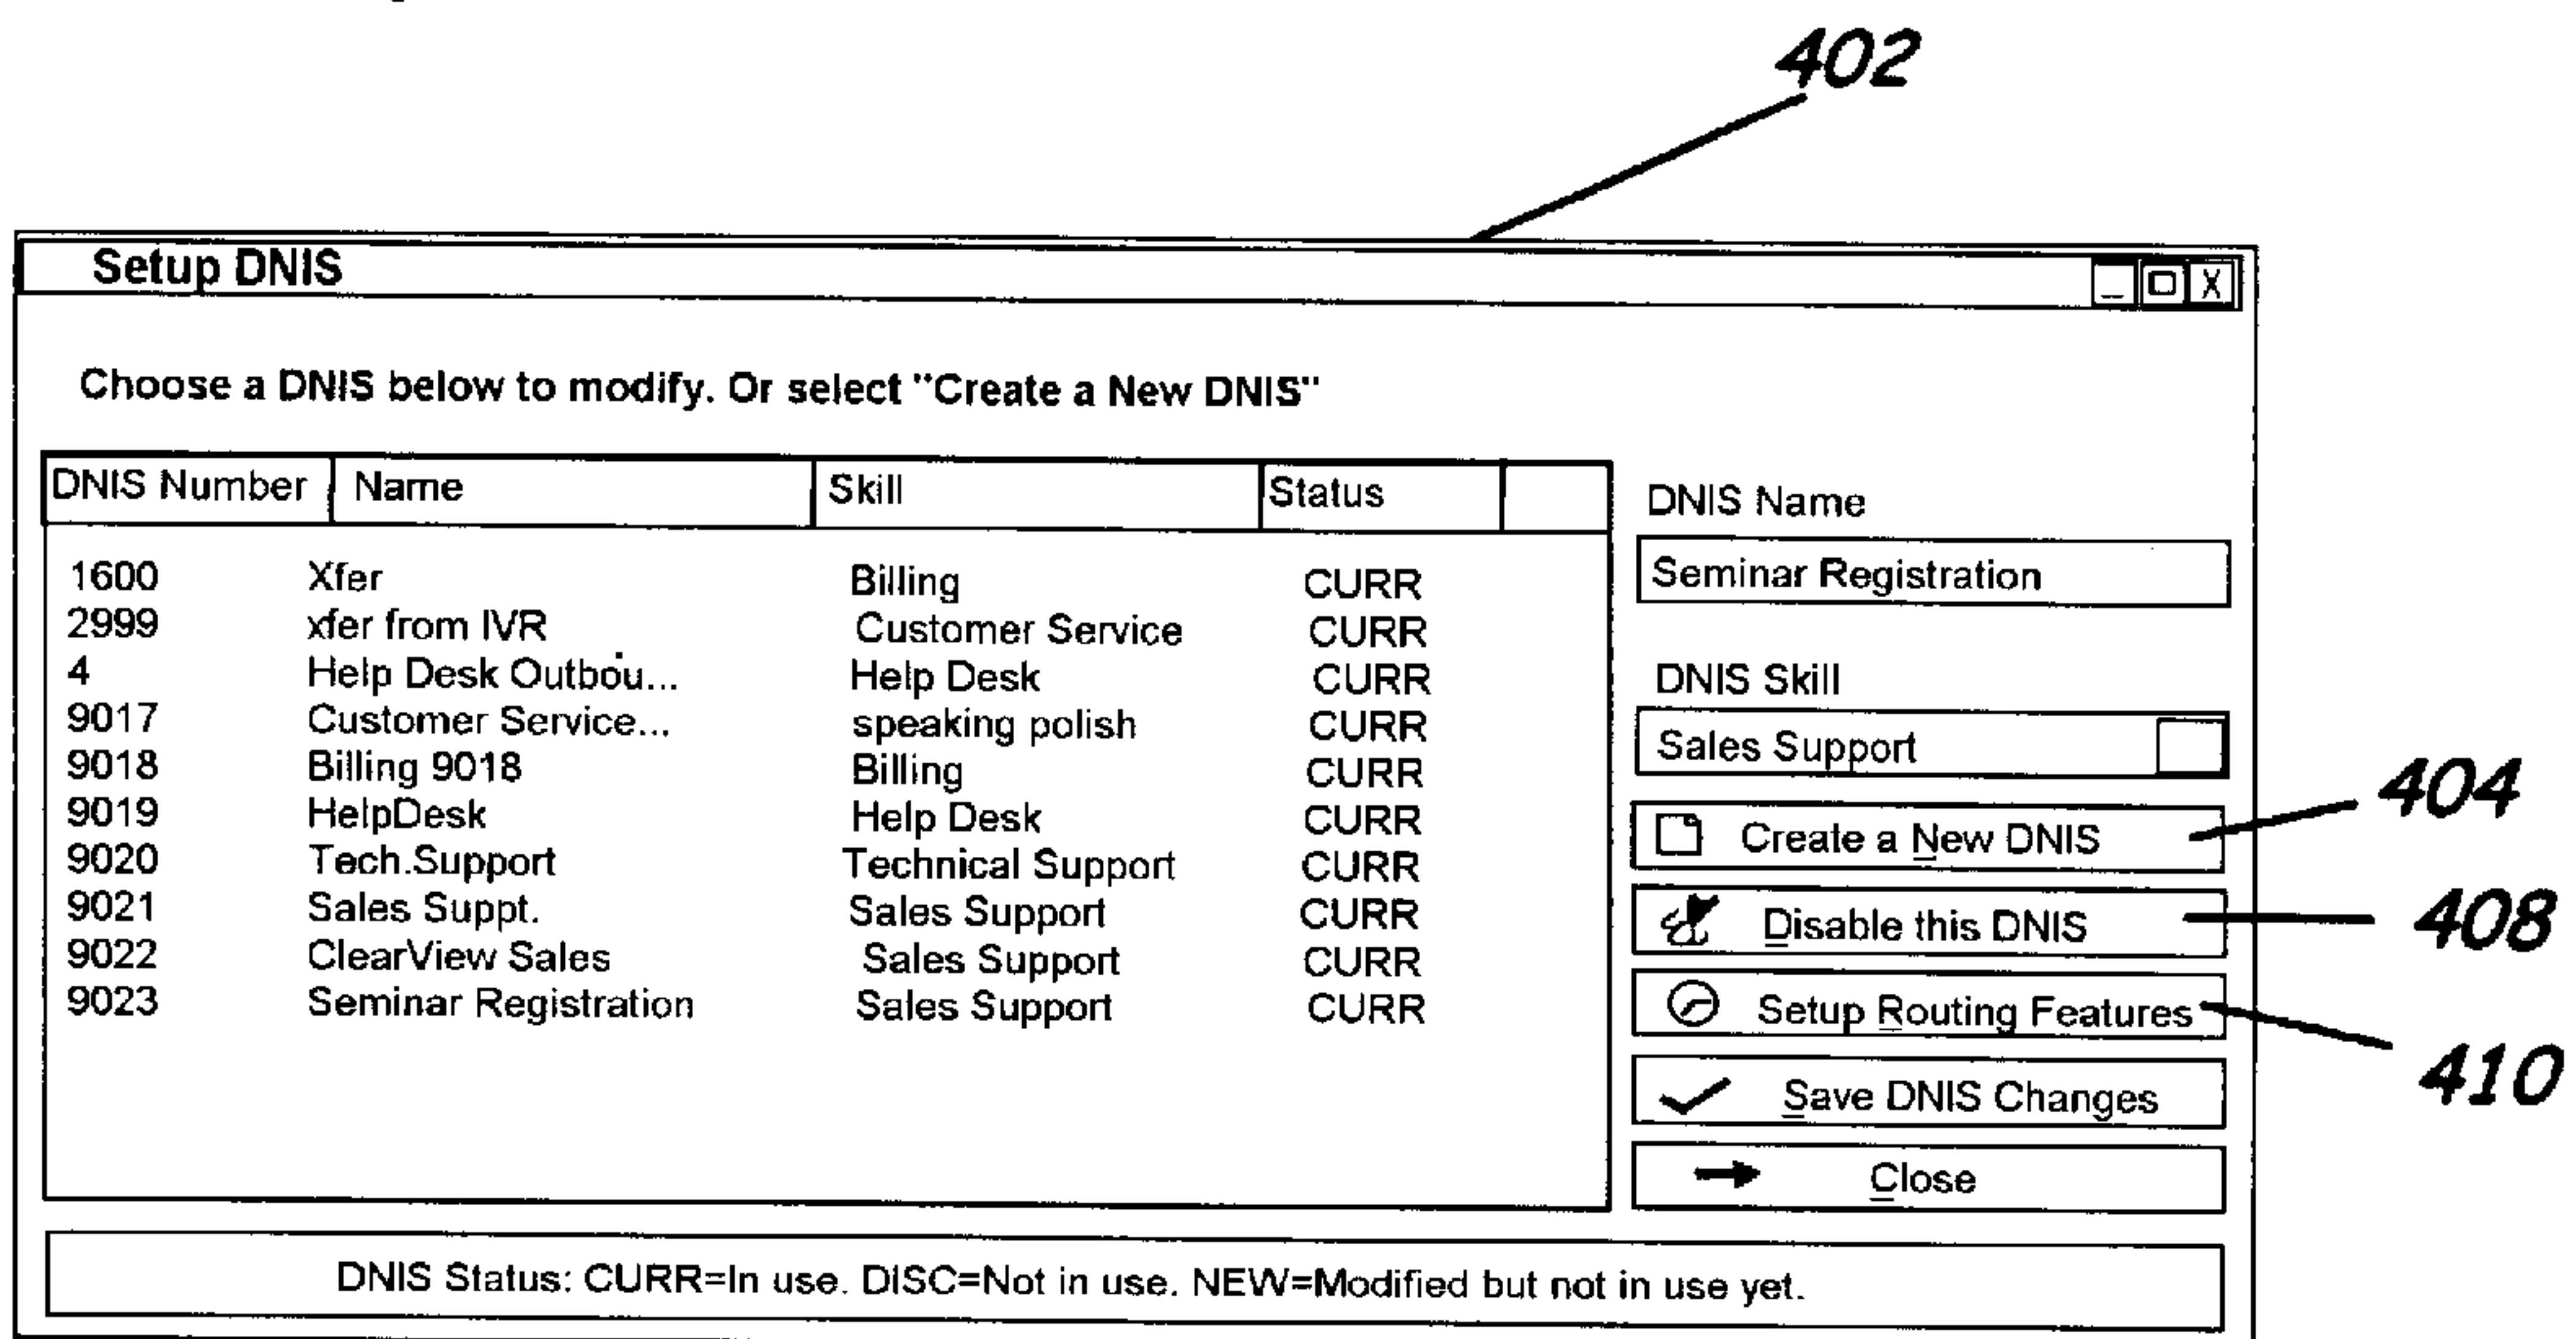 402
Setup DNIS
_ X
Choose a DNIS below to modify. Or select "Create a New DNIS"
DNIS Number Name Skill Status
1600 Xfer Billing CURR
2999 xfer from IVR Customer Service CURR
4 Help Desk Outbou... Help Desk CURR
9017 Customer Service... speaking polish CURR
9018 Billing 9018 Billing CURR
9019 HelpDesk Help Desk CURR
9020 Tech.Support Technical Support CURR
9021 Sales Suppt. Sales Support CURR
9022 ClearView Sales Sales Support CURR
9023 Seminar Registration Sales Support CURR
DNIS Name
Seminar Registration
DNIS Skill
Sales Support
Create a New DNIS 404
Disable this DNIS 408
Setup Routing Features 410
Save DNIS Changes
Close
DNIS Status: CURR=In use. DISC=Not in use. NEW=Modified but not in use yet.